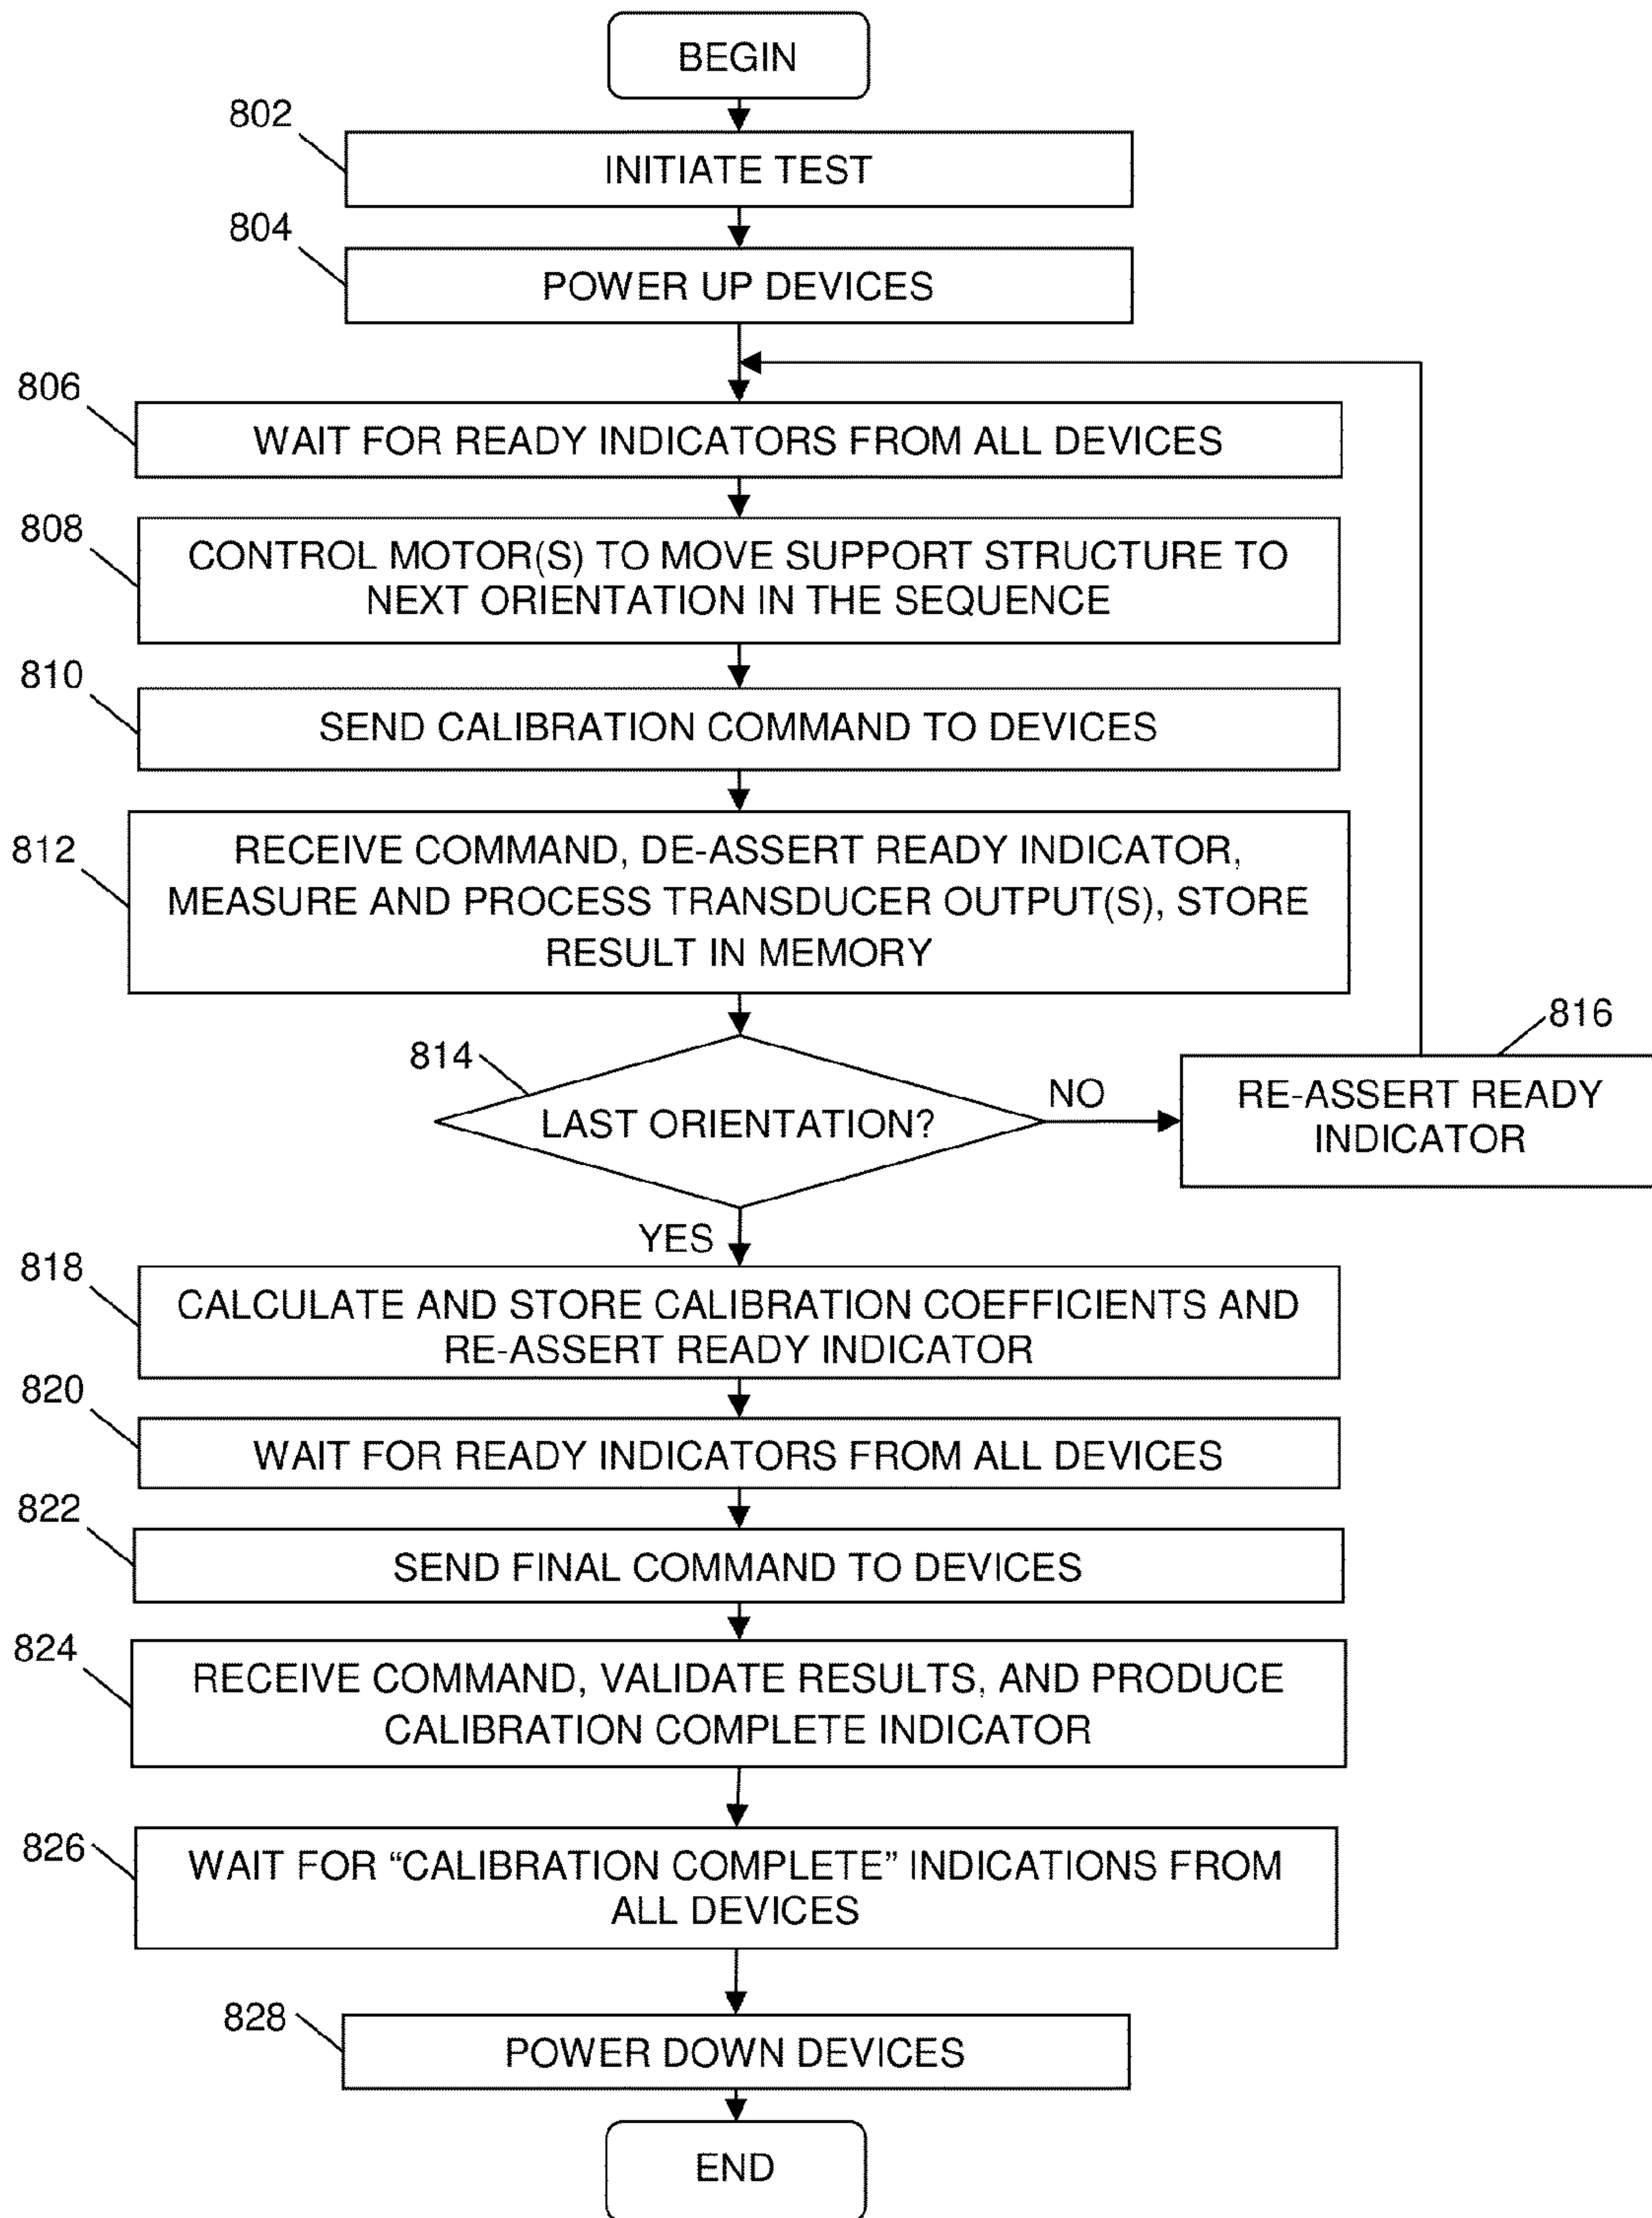 BEGIN
802
INITIATE TEST
804
POWER UP DEVICES
806
WAIT FOR READY INDICATORS FROM ALL DEVICES
808
CONTROL MOTOR(S) TO MOVE SUPPORT STRUCTURE TO
NEXT ORIENTATION IN THE SEQUENCE
810
SEND CALIBRATION COMMAND TO DEVICES
812
RECEIVE COMMAND, DE-ASSERT READY INDICATOR,
MEASURE AND PROCESS TRANSDUCER OUTPUT(S), STORE
RESULT IN MEMORY
814
LAST ORIENTATION?
NO
816
RE-ASSERT READY
INDICATOR
YES
818
CALCULATE AND STORE CALIBRATION COEFFICIENTS AND
RE-ASSERT READY INDICATOR
820
WAIT FOR READY INDICATORS FROM ALL DEVICES
822
SEND FINAL COMMAND TO DEVICES
824
RECEIVE COMMAND, VALIDATE RESULTS, AND PRODUCE
CALIBRATION COMPLETE INDICATOR
826
WAIT FOR “CALIBRATION COMPLETE” INDICATIONS FROM
ALL DEVICES
828
POWER DOWN DEVICES
END